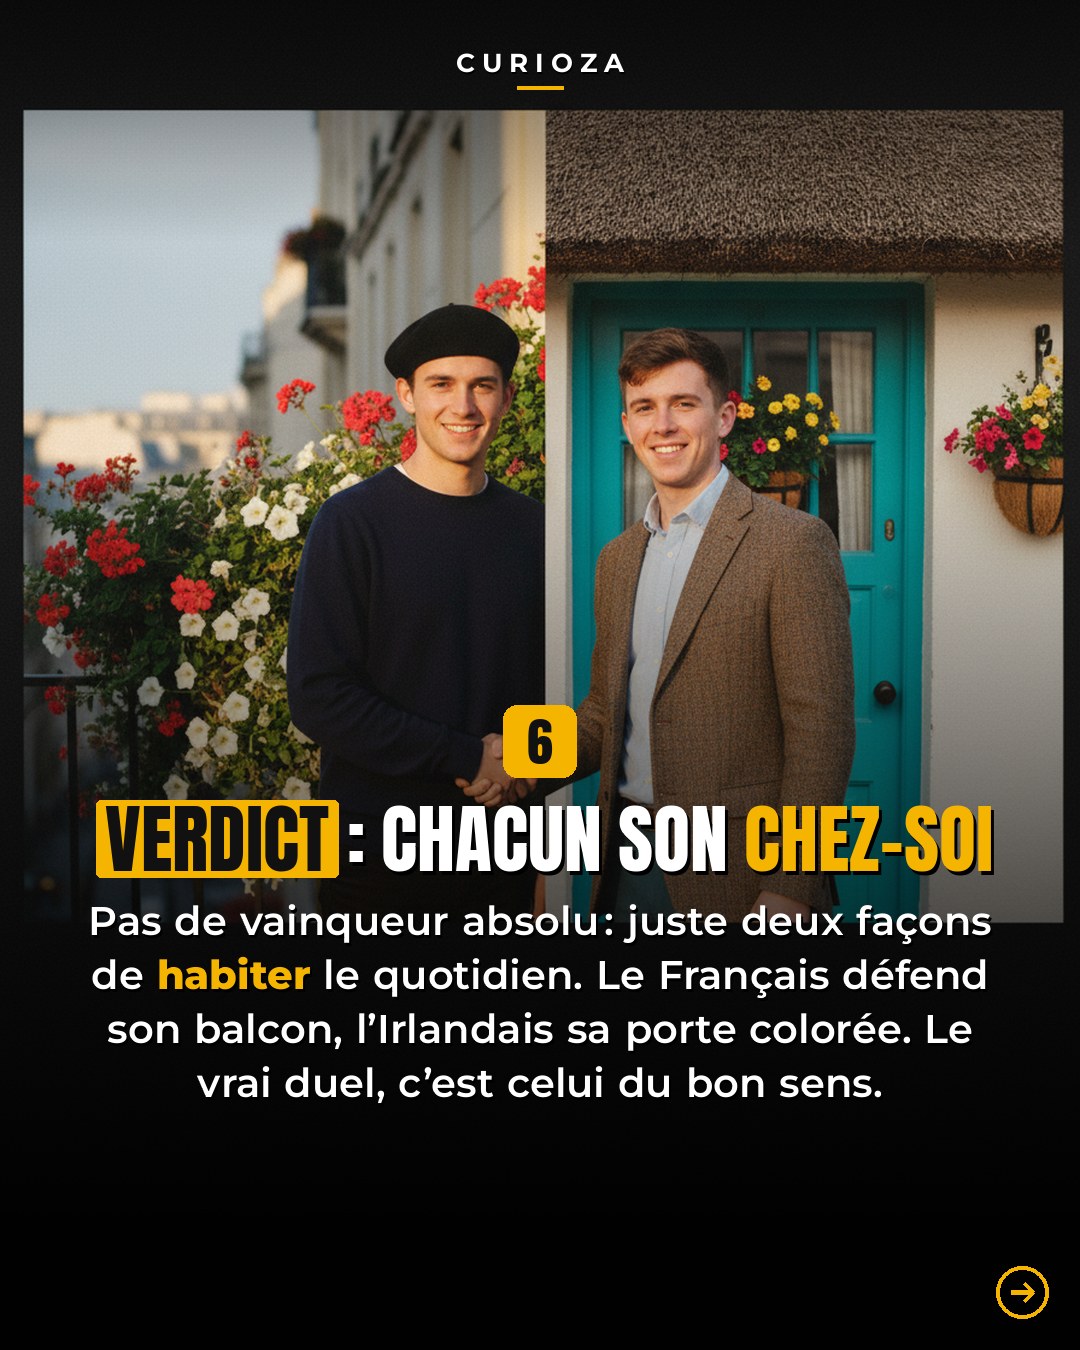 CURIOZA
6
VERDICT : CHACUN SON CHEZ-SOI
Pas de vainqueur absolu : juste deux façons
de habiter le quotidien. Le Français défend
son balcon, l’Irlandais sa porte colorée. Le
vrai duel, c’est celui du bon sens.